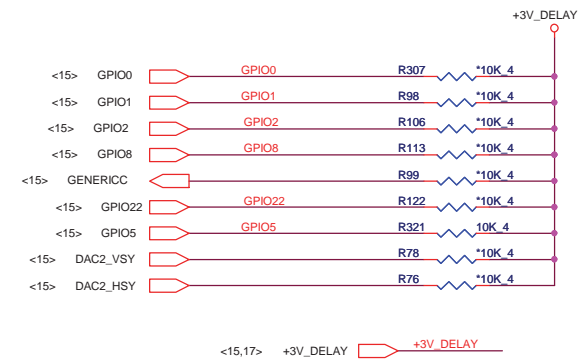 +3V_DELAY
<15> GPIO0 GPIO0 R307 *10K_4
<15> GPIO1 GPIO1 R98 *10K_4
<15> GPIO2 GPIO2 R106 *10K_4
<15> GPIO8 GPIO8 R113 *10K_4
<15> GENERICC R99 *10K_4
<15> GPIO22 GPIO22 R122 *10K_4
<15> GPIO5 GPIO5 R321 10K_4
<15> DAC2_VSY R78 *10K_4
<15> DAC2_HSY R76 *10K_4
<15,17> +3V_DELAY +3V_DELAY